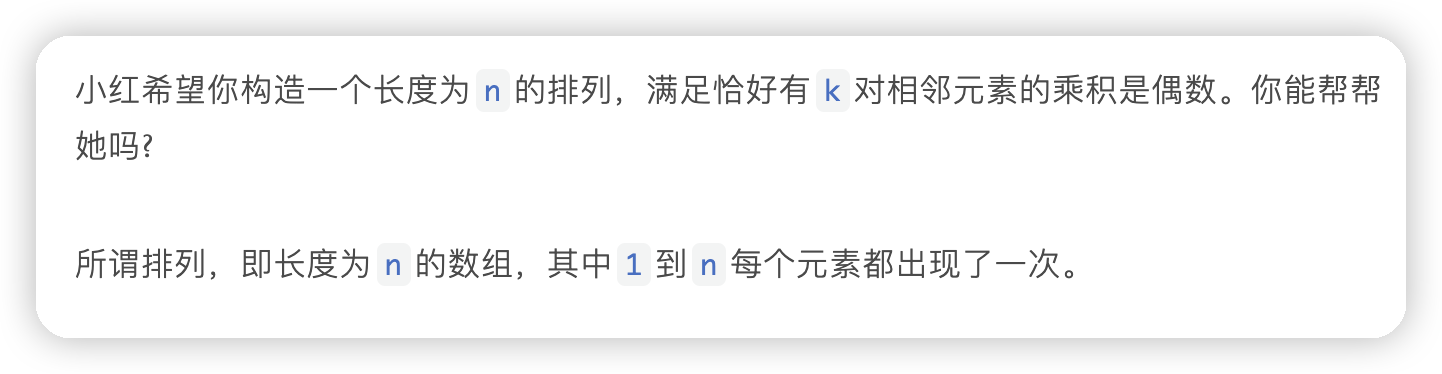 小红希望你构造一个长度为 n 的排列，满足恰好有 k 对相邻元素的乘积是偶数。你能帮帮
她吗?
所谓排列，即长度为 n 的数组，其中 1 到 n 每个元素都出现了一次。